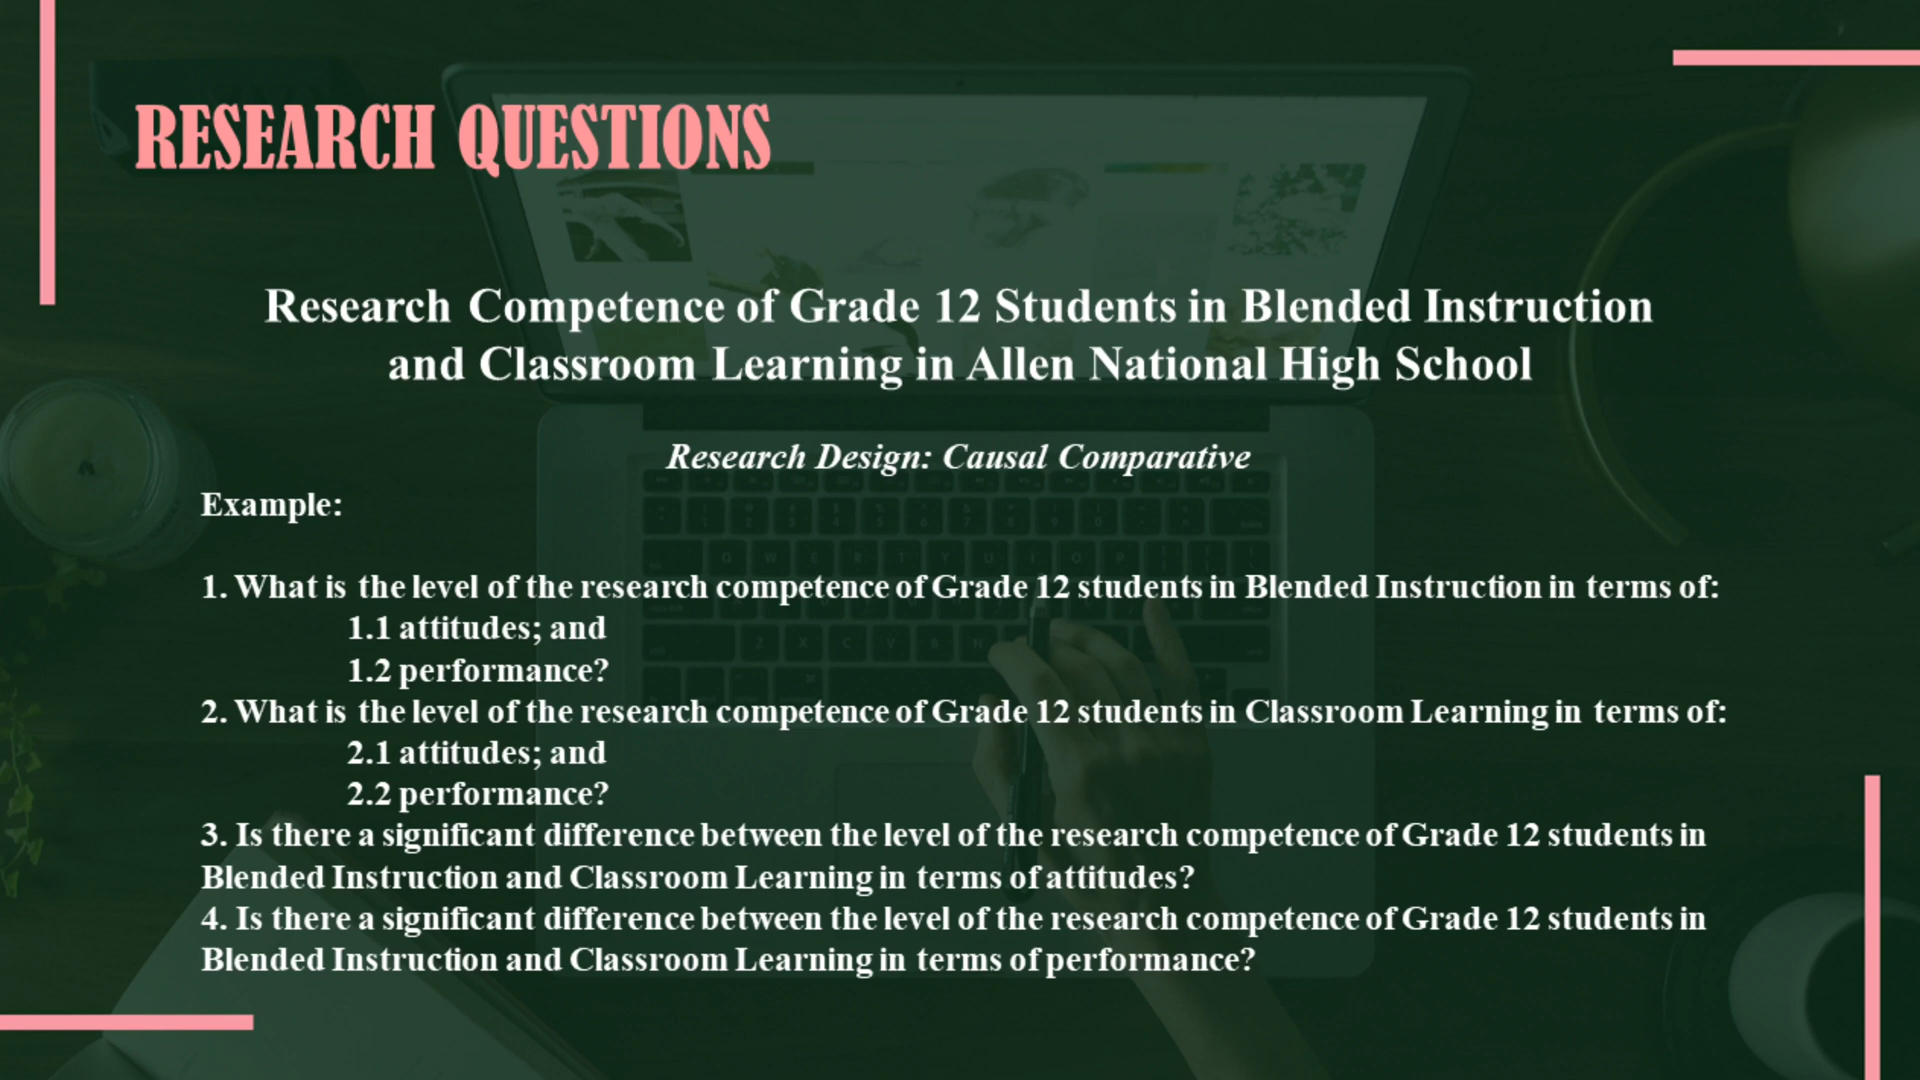 RESEARCH QUESTIONS
Research Competence of Grade 12 Students in Blended Instruction
and Classroom Learning in Allen National High School
Research Design: Causal Comparative
Example:
1. What is the level of the research competence of Grade 12 students in Blended Instruction in terms of:
1.1 attitudes; and
1.2 performance?
2. What is the level of the research competence of Grade 12 students in Classroom Learning in terms of:
2.1 attitudes; and
2.2 performance?
3. Is there a significant difference between the level of the research competence of Grade 12 students in
Blended Instruction and Classroom Learning in terms of attitudes?
4. Is there a significant difference between the level of the research competence of Grade 12 students in
Blended Instruction and Classroom Learning in terms of performance?